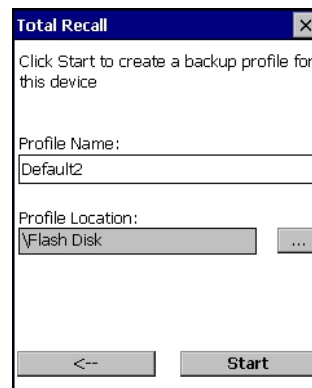 Total Recall
Click Start to create a backup profile for
this device
Profile Name:
Default2
Profile Location:
\Flash Disk
...
<--
Start